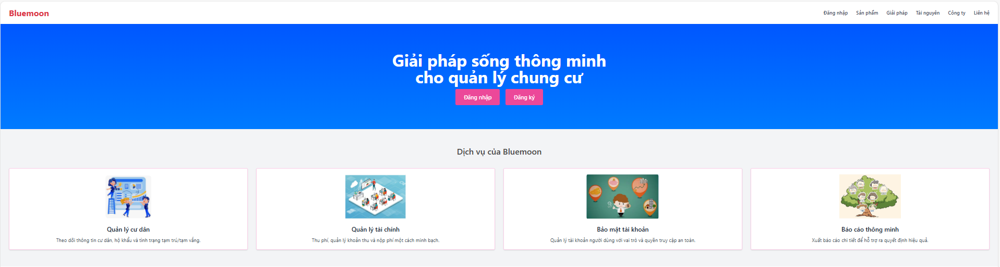 Bluemoon
Đăng nhập Sản phẩm Giải pháp Tài nguyên Công ty Liên hệ
Giải pháp sống thông minh
cho quản lý chung cư
Đăng nhập Đăng ký
Dịch vụ của Bluemoon
Quản lý cư dân
Theo dõi thông tin cư dân, hộ khẩu và tình trạng tạm trú/tạm vắng.
Quản lý tài chính
Thu phí, quản lý khoản thu và nộp phí một cách minh bạch.
Bảo mật tài khoản
Quản lý tài khoản người dùng với vai trò và quyền truy cập an toàn.
Báo cáo thông minh
Xuất báo cáo chi tiết để hỗ trợ ra quyết định hiệu quả.